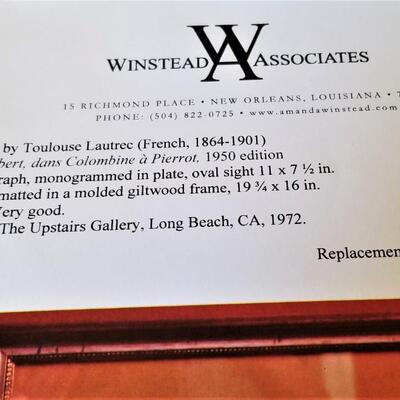 WINSTEAD ASSOCIATES
15 RICHMOND PLACE • NEW ORLEANS, LOUISIANA •
PHONE: (504) 822-0725 • www.amandawinstead.com
by Toulouse Lautrec (French, 1864-1901)
bert, dans Colombine à Pierrot, 1950 edition
raph, monogrammed in plate, oval sight 11 x 7 ½ in.
matted in a molded giltwood frame, 19 ¾ x 16 in.
Very good.
The Upstairs Gallery, Long Beach, CA, 1972.
Replacement